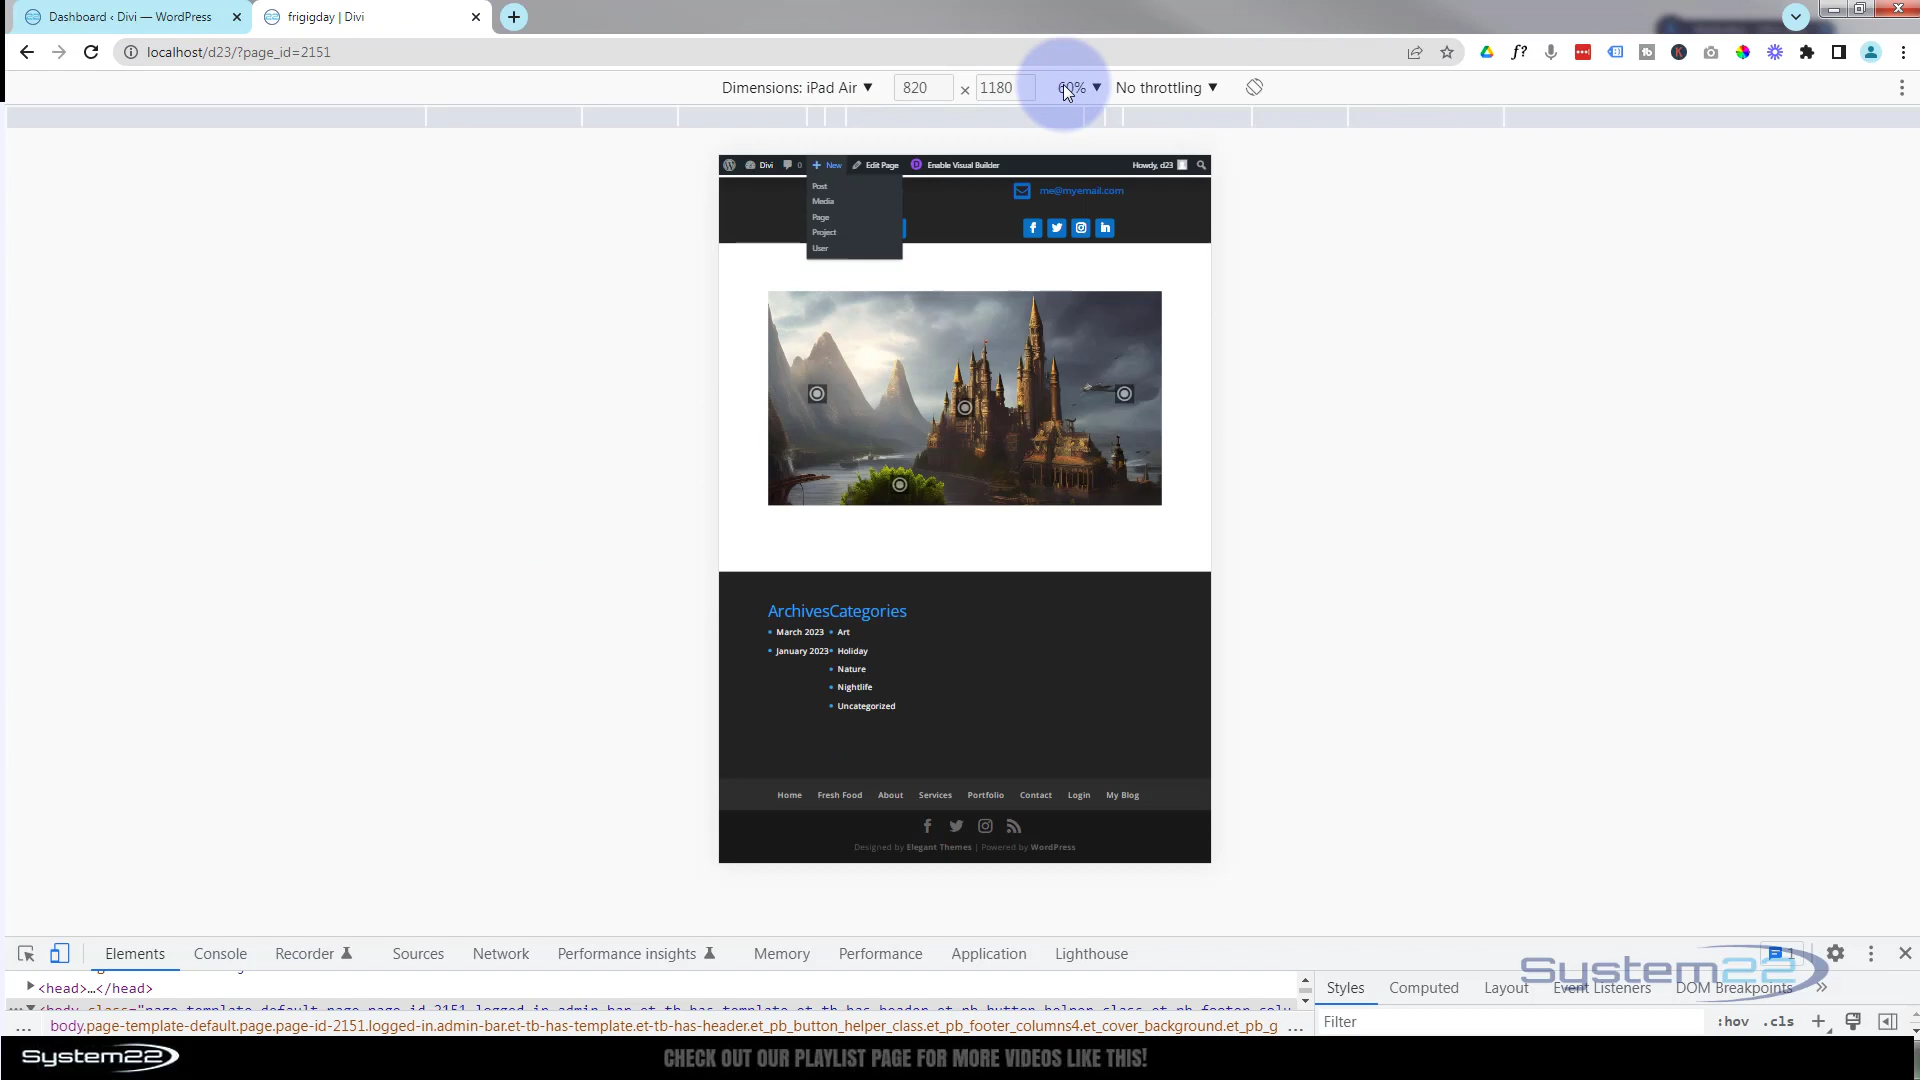 Dashboard ‹ Divi — WordPress
frigigday | Divi
localhost/d23/?page_id=2151
Dimensions: iPad Air ▼ 820 × 1180 60% ▼ No throttling ▼
Divi 0 New Edit Page Enable Visual Builder Howdy, d23
Post
Media
Page
Project
User
me@myemail.com
Archives
March 2023
January 2023
Categories
Art
Holiday
Nature
Nightlife
Uncategorized
Home Fresh Food About Services Portfolio Contact Login My Blog
Designed by Elegant Themes | Powered by WordPress
Elements Console Recorder Sources Network Performance insights Memory Performance Application Lighthouse 1
<head>…</head>
Styles Computed Layout Event Listeners DOM Breakpoints »
... body.page-template-default.page.page-id-2151.logged-in.admin-bar.et-tb-has-template.et-tb-has-header.et_pb_button_helper_class.et_pb_footer_columns4.et_cover_background.et_pb_g ...
Filter :hov .cls
System22
System22
CHECK OUT OUR PLAYLIST PAGE FOR MORE VIDEOS LIKE THIS!